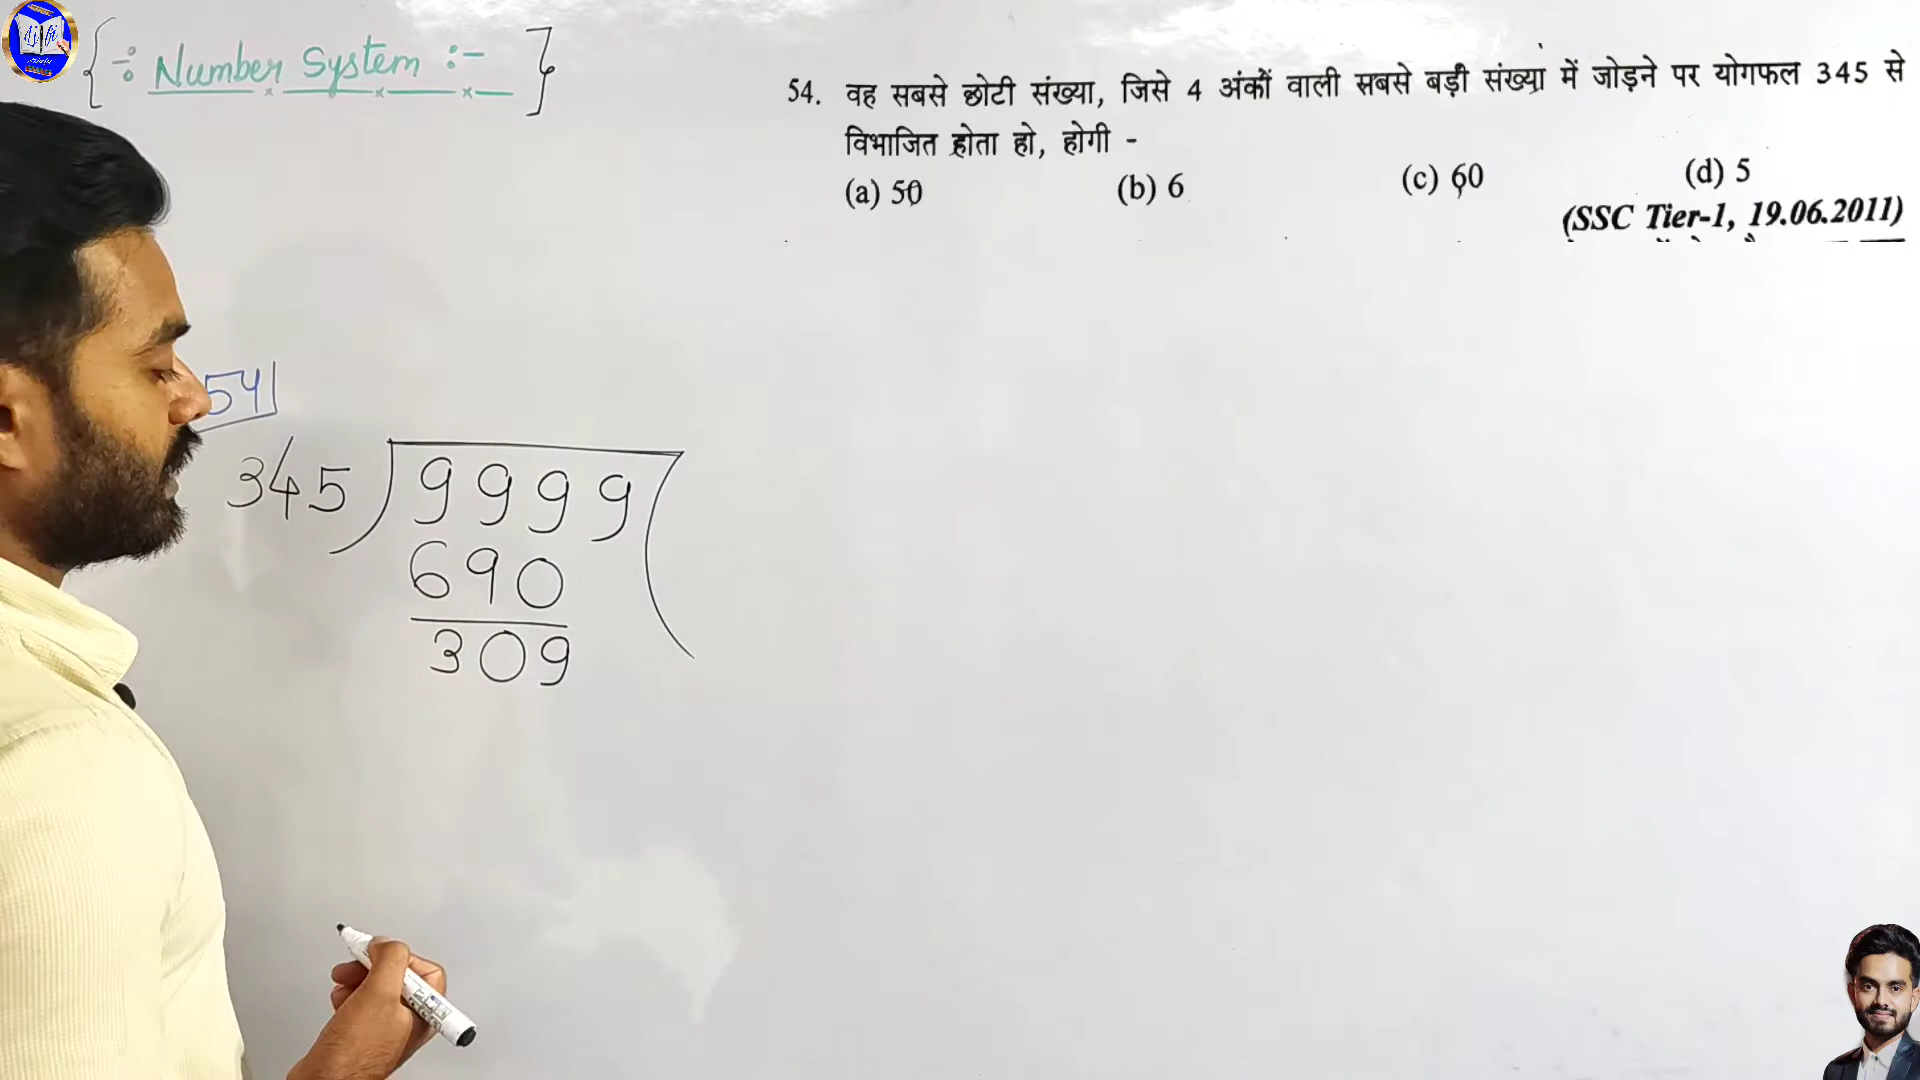 { ÷ Number System :- }
54. वह सबसे छोटी संख्या, जिसे 4 अंकों वाली सबसे बड़ी संख्या में जोड़ने पर योगफल 345 से
विभाजित होता हो, होगी -
(a) 50 (b) 6 (c) 60 (d) 5
(SSC Tier-1, 19.06.2011)
54
345 ) 9999 (
690
309